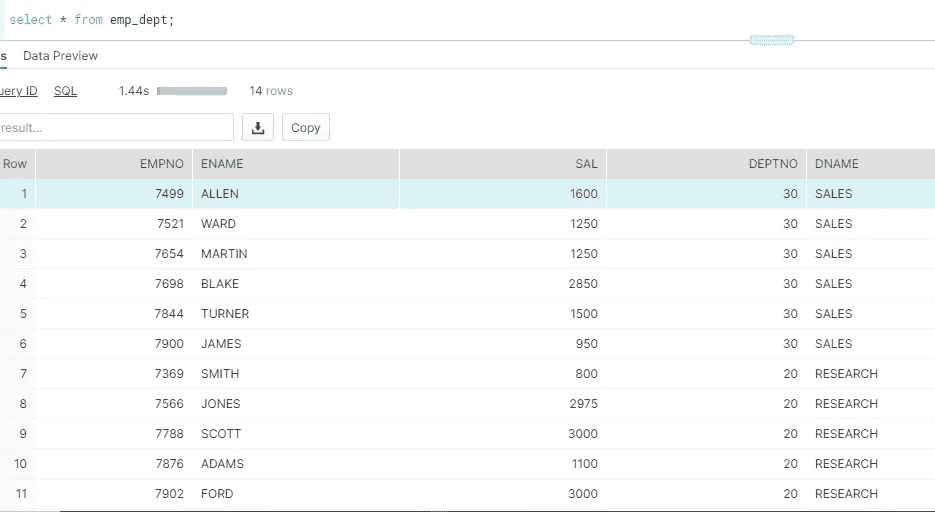 select * from emp_dept;
s Data Preview
uery ID SQL 1.44s 14 rows
result... Copy
Row EMPNO ENAME SAL DEPTNO DNAME
1 7499 ALLEN 1600 30 SALES
2 7521 WARD 1250 30 SALES
3 7654 MARTIN 1250 30 SALES
4 7698 BLAKE 2850 30 SALES
5 7844 TURNER 1500 30 SALES
6 7900 JAMES 950 30 SALES
7 7369 SMITH 800 20 RESEARCH
8 7566 JONES 2975 20 RESEARCH
9 7788 SCOTT 3000 20 RESEARCH
10 7876 ADAMS 1100 20 RESEARCH
11 7902 FORD 3000 20 RESEARCH